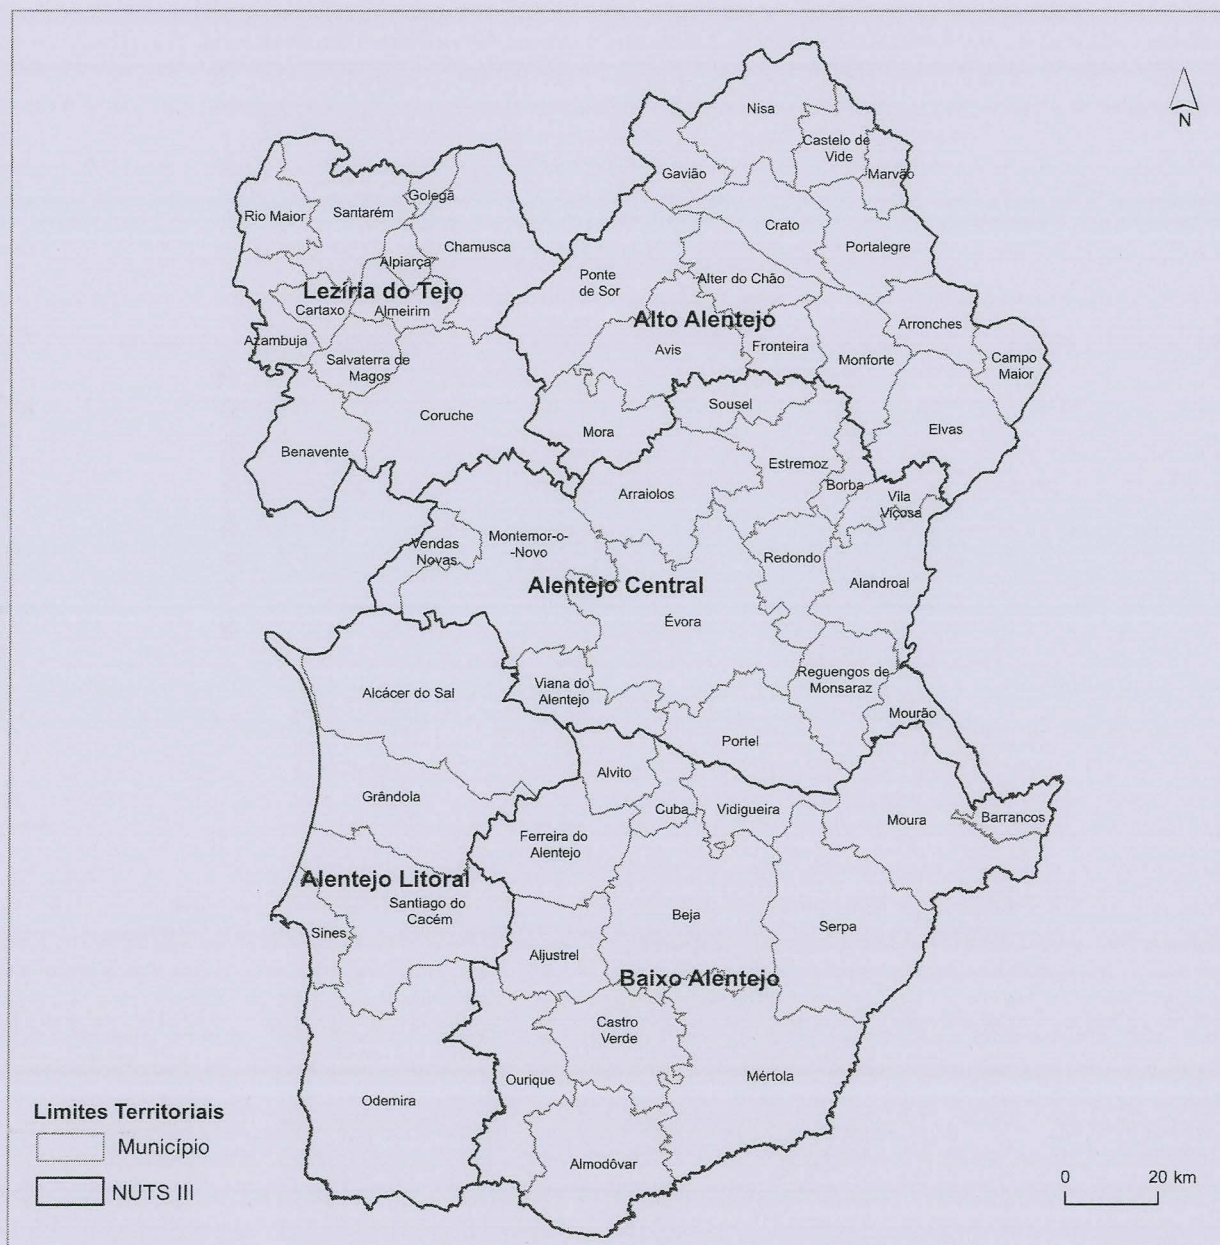 N
Nisa
Castelo de
Vide
Marvão
Gavião
Golegã
Rio Maior
Santarém
Crato
Chamusca
Portalegre
Alpiarça
Ponte
de Sor
Alter do Chão
Lezíria do Tejo
Cartaxo
Almeirim
Alto Alentejo
Arronches
Azambuja
Avis
Fronteira
Monforte
Campo
Maior
Salvaterra de
Magos
Sousel
Coruche
Mora
Elvas
Benavente
Estremoz
Borba
Arraiolos
Vila
Viçosa
Vendas
Novas
Montemor-o-
-Novo
Redondo
Alandroal
Alentejo Central
Évora
Reguengos de
Monsaraz
Alcácer do Sal
Viana do
Alentejo
Mourão
Portel
Alvito
Grândola
Cuba
Vidigueira
Moura
Barrancos
Ferreira do
Alentejo
Alentejo Litoral
Santiago do
Cacém
Beja
Serpa
Sines
Aljustrel
Baixo Alentejo
Castro
Verde
Ourique
Mértola
Odemira
Almodôvar
Limites Territoriais
Município
NUTS III
0 20 km